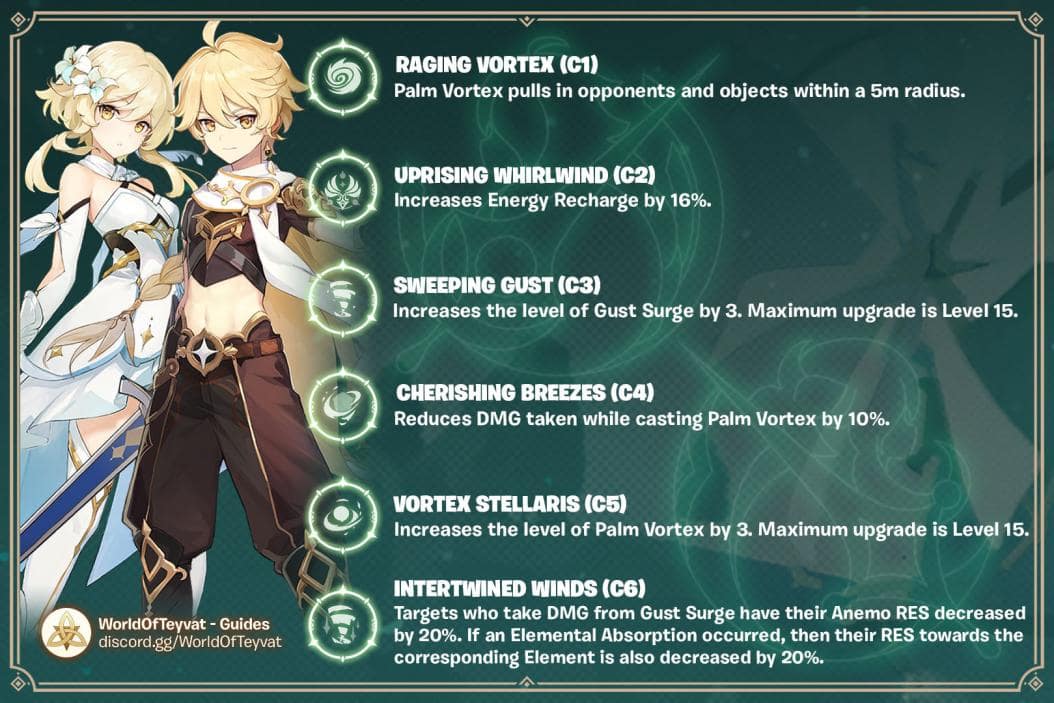 RAGING VORTEX (C1)
Palm Vortex pulls in opponents and objects within a 5m radius.
UPRISING WHIRLWIND (C2)
Increases Energy Recharge by 16%.
SWEEPING GUST (C3)
Increases the level of Gust Surge by 3. Maximum upgrade is Level 15.
CHERISHING BREEZES (C4)
Reduces DMG taken while casting Palm Vortex by 10%.
VORTEX STELLARIS (C5)
Increases the level of Palm Vortex by 3. Maximum upgrade is Level 15.
INTERTWINED WINDS (C6)
Targets who take DMG from Gust Surge have their Anemo RES decreased
by 20%. If an Elemental Absorption occurred, then their RES towards the
corresponding Element is also decreased by 20%.
WorldOfTeyvat - Guides
discord.gg/WorldOfTeyvat